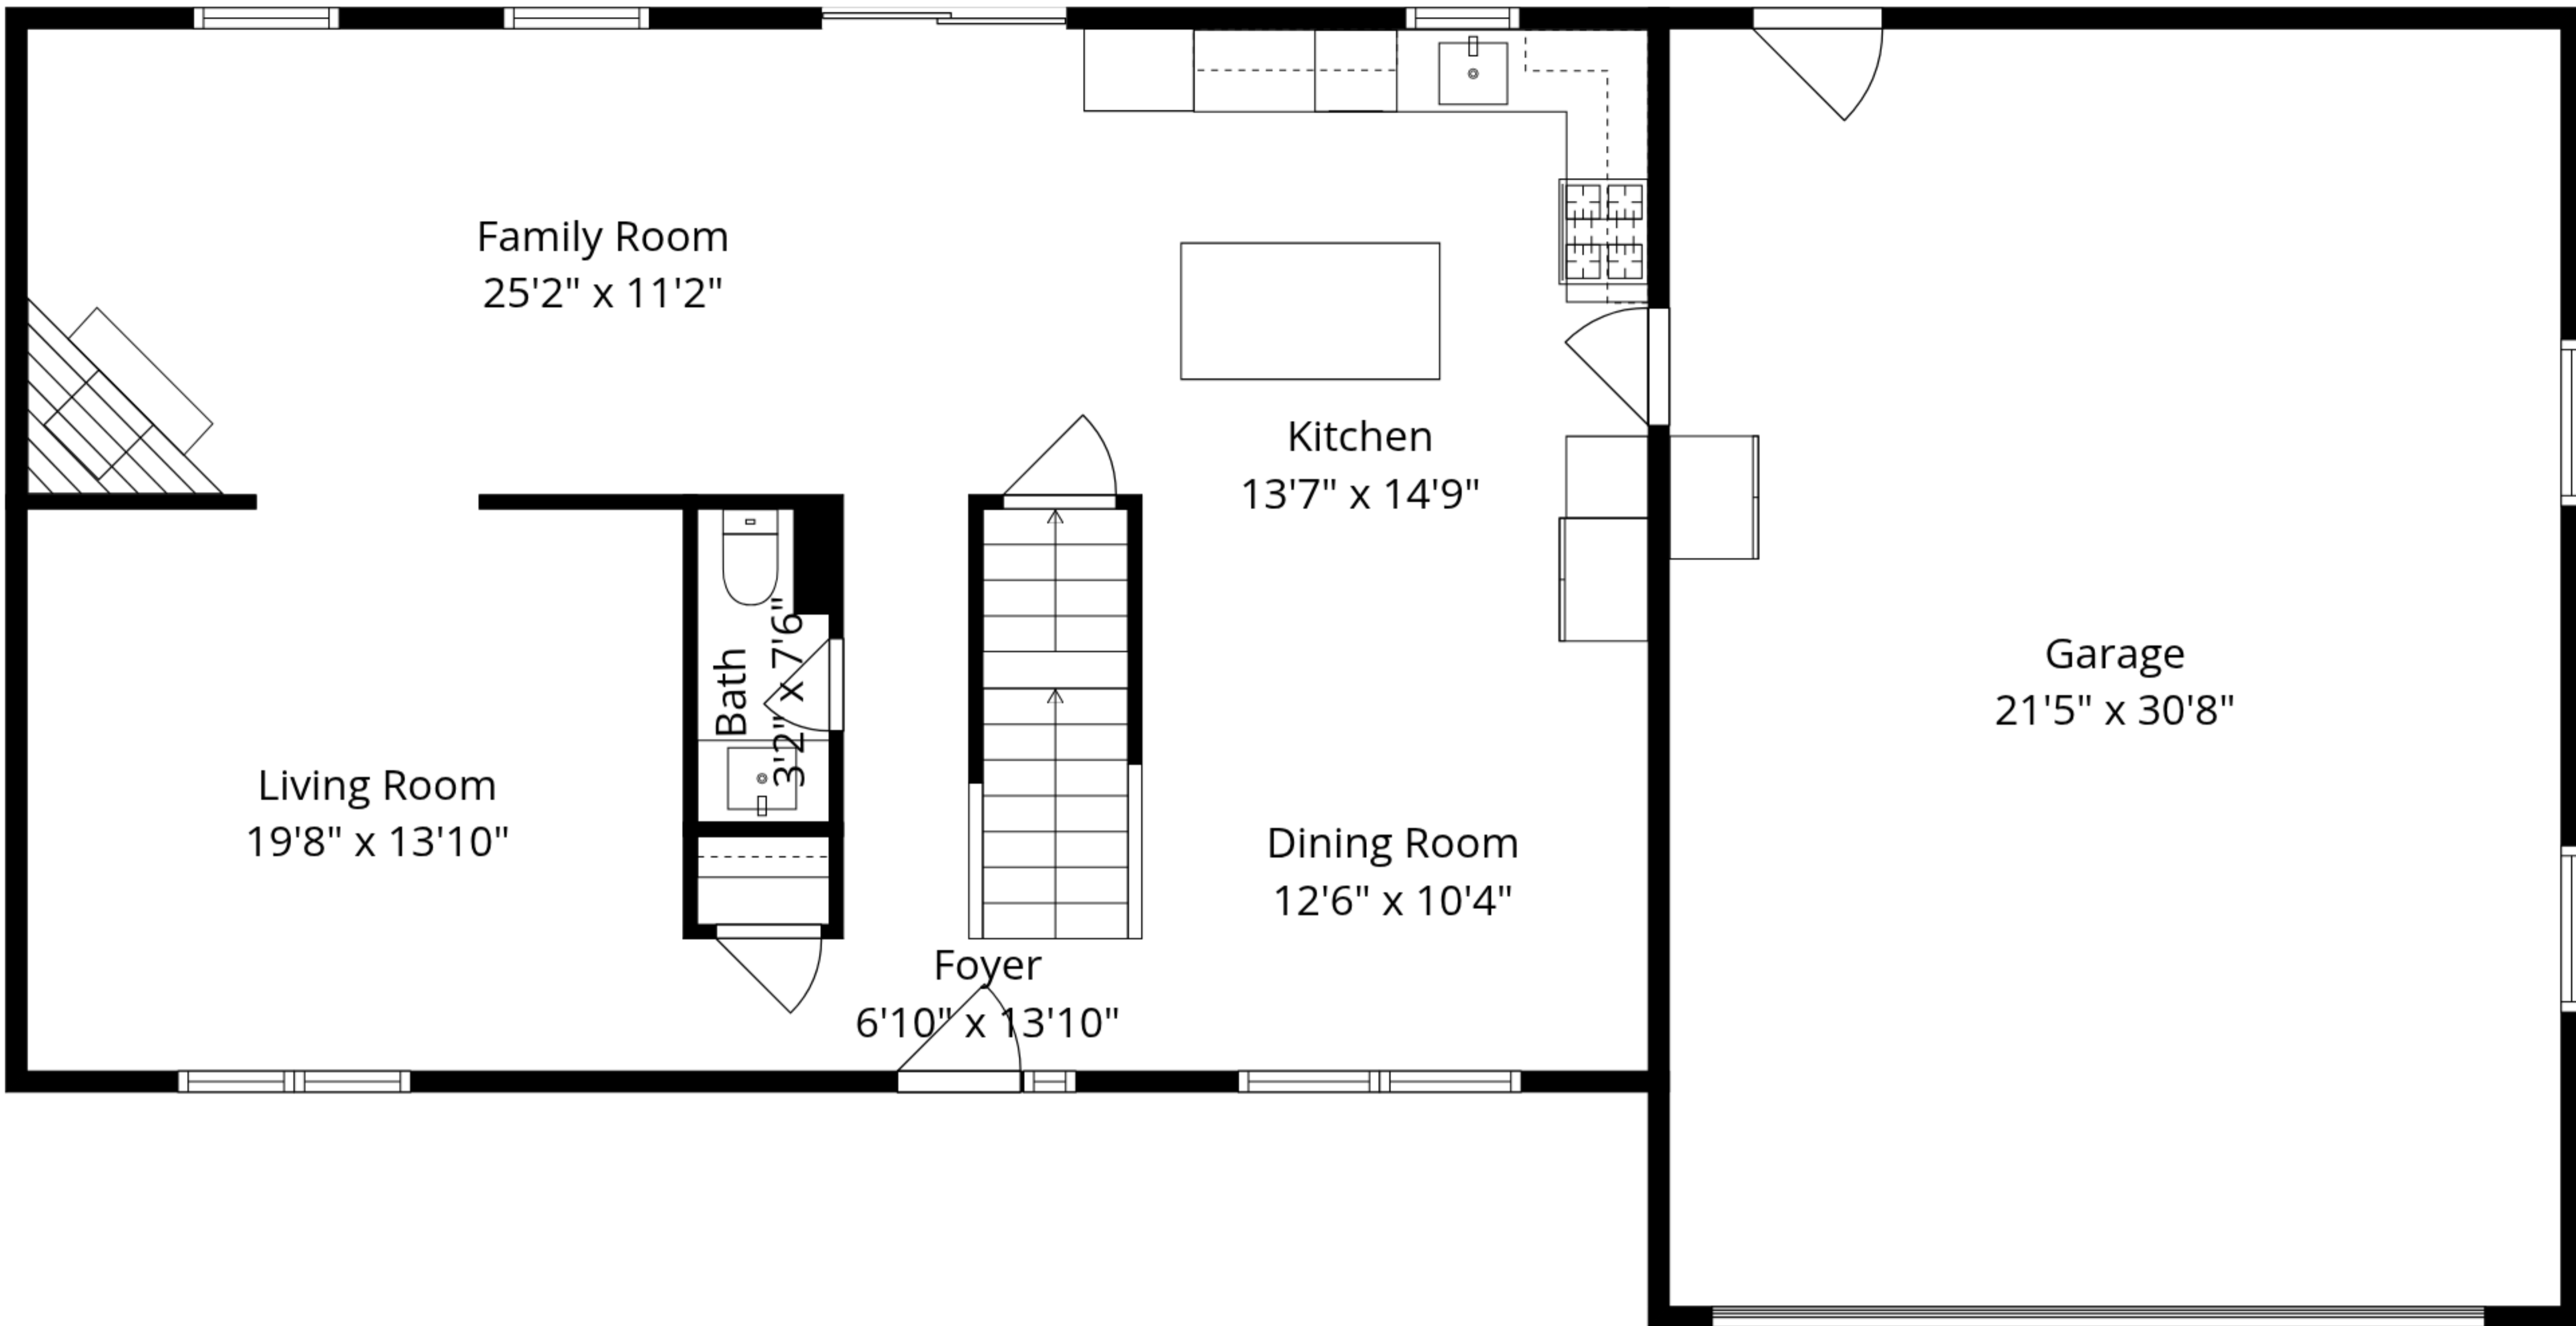 Family Room
25'2" x 11'2"
Kitchen
13'7" x 14'9"
Garage
21'5" x 30'8"
Bath
3'2" x 7'6"
Living Room
19'8" x 13'10"
Dining Room
12'6" x 10'4"
Foyer
6'10" x 13'10"